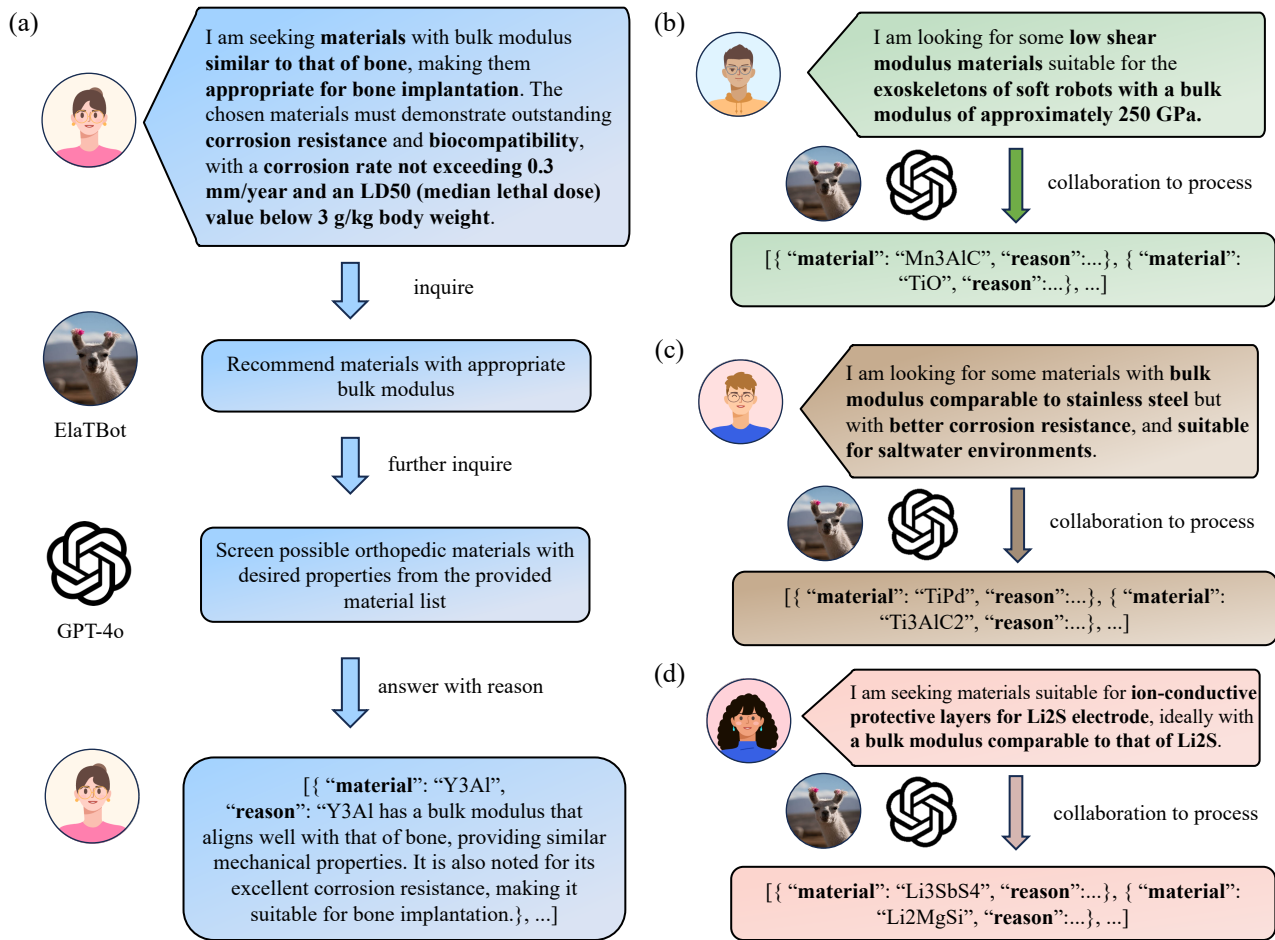 (a)
I am seeking materials with bulk modulus
similar to that of bone, making them
appropriate for bone implantation. The
chosen materials must demonstrate outstanding
corrosion resistance and biocompatibility,
with a corrosion rate not exceeding 0.3
mm/year and an LD50 (median lethal dose)
value below 3 g/kg body weight.
inquire
ElaTBot
Recommend materials with appropriate
bulk modulus
further inquire
GPT-4o
Screen possible orthopedic materials with
desired properties from the provided
material list
answer with reason
[{ “material”: “Y3Al”,
“reason”: “Y3Al has a bulk modulus that
aligns well with that of bone, providing similar
mechanical properties. It is also noted for its
excellent corrosion resistance, making it
suitable for bone implantation.}, ...]
(b)
I am looking for some low shear
modulus materials suitable for the
exoskeletons of soft robots with a bulk
modulus of approximately 250 GPa.
collaboration to process
[{ “material”: “Mn3AlC”, “reason”:...}, { “material”:
“TiO”, “reason”:...}, ...]
(c)
I am looking for some materials with bulk
modulus comparable to stainless steel but
with better corrosion resistance, and suitable
for saltwater environments.
collaboration to process
[{ “material”: “TiPd”, “reason”:...}, { “material”:
“Ti3AlC2”, “reason”:...}, ...]
(d)
I am seeking materials suitable for ion-conductive
protective layers for Li2S electrode, ideally with
a bulk modulus comparable to that of Li2S.
collaboration to process
[{ “material”: “Li3SbS4”, “reason”:...}, { “material”:
“Li2MgSi”, “reason”:...}, ...]